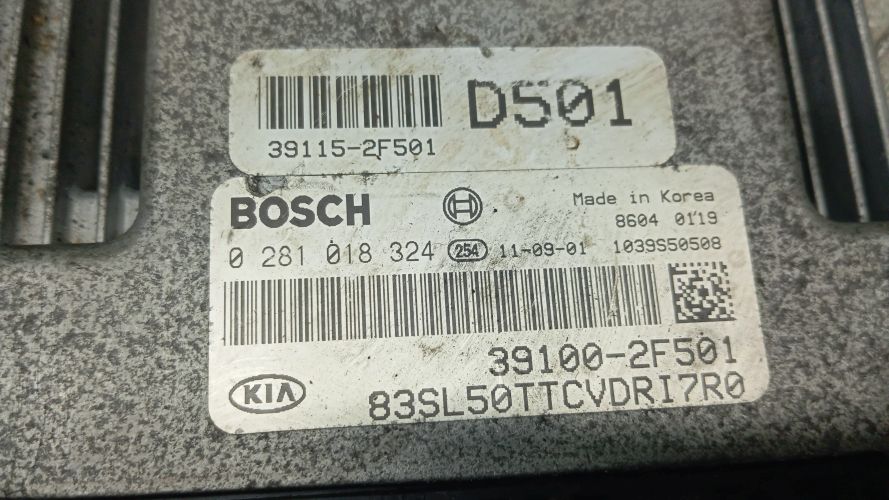 D501
39115-2F501
BOSCH
Made in Korea
8604 0119
0 281 018 324 254 11-09-01 1039S50508
39100-2F501
KIA
83SL50TTCVDRI7R0